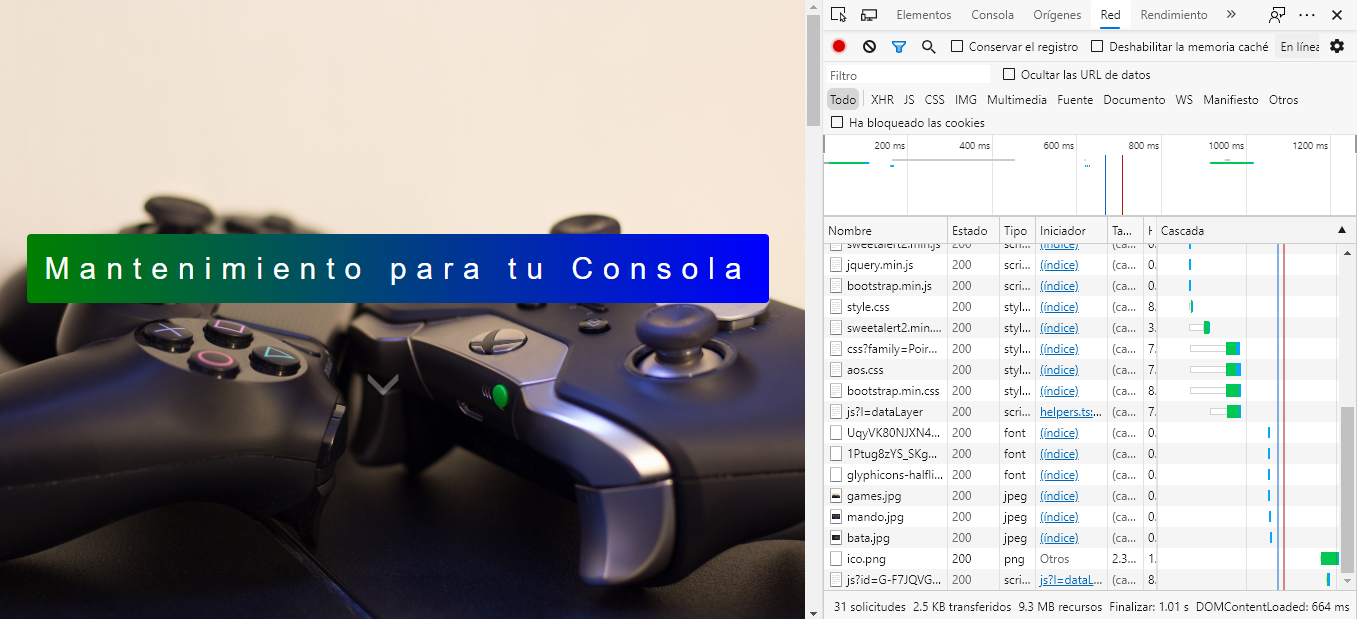 Mantenimiento para tu Consola
Elementos Consola Orígenes Red Rendimiento
Conservar el registro Deshabilitar la memoria caché En línea
Filtro Ocultar las URL de datos
Todo XHR JS CSS IMG Multimedia Fuente Documento WS Manifiesto Otros
Ha bloqueado las cookies
200 ms 400 ms 600 ms 800 ms 1000 ms 1200 ms
Nombre Estado Tipo Iniciador Ta... Cascada
sweetalert2.min.js 200 scri... (índice) (ca... 0.
jquery.min.js 200 scri... (índice) (ca... 0.
bootstrap.min.js 200 scri... (índice) (ca... 0.
style.css 200 styl... (índice) (ca... 8.
sweetalert2.min.... 200 styl... (índice) (ca... 3.
css?family=Poir... 200 styl... (índice) (ca... 7.
aos.css 200 styl... (índice) (ca... 7.
bootstrap.min.css 200 styl... (índice) (ca... 8.
js?l=dataLayer 200 scri... helpers.ts:... (ca... 7.
UqyVK80NJXN4... 200 font (índice) (ca... 0.
1Ptug8zYS_SKg... 200 font (índice) (ca... 0.
glyphicons-halfli... 200 font (índice) (ca... 0.
games.jpg 200 jpeg (índice) (ca... 0.
mando.jpg 200 jpeg (índice) (ca... 0.
bata.jpg 200 jpeg (índice) (ca... 0.
ico.png 200 png Otros 2.3... 1.
js?id=G-F7JQVG... 200 scri... js?l=dataL... (ca... 8.
31 solicitudes 2.5 KB transferidos 9.3 MB recursos Finalizar: 1.01 s DOMContentLoaded: 664 ms